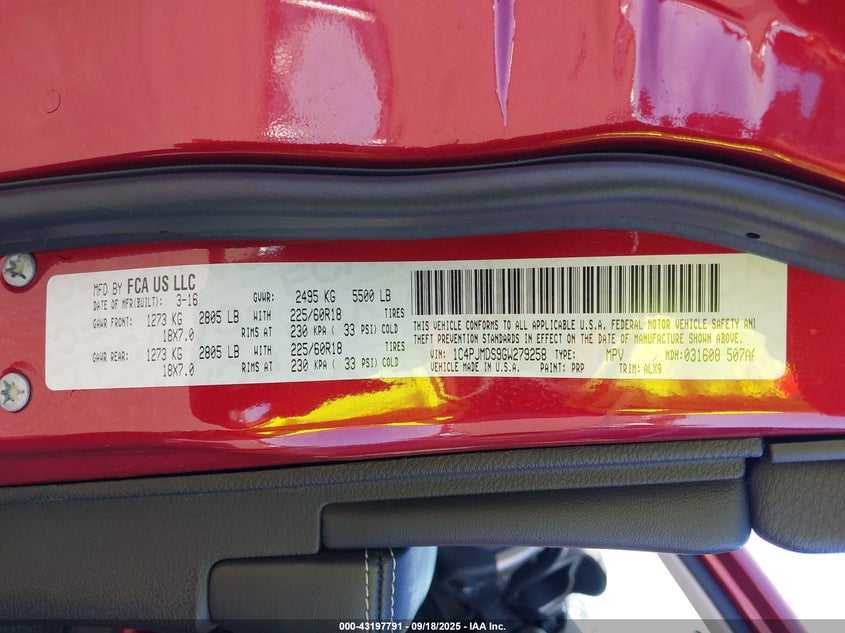 MFD BY FCA US LLC
DATE OF MFR(BUILT): 3-16 GVWR: 2495 KG 5500 LB
GAWR FRONT: 1273 KG 2805 LB WITH 225/60R18 TIRES
18X7.0 RIMS AT 230 KPA ( 33 PSI) COLD
GAWR REAR: 1273 KG 2805 LB WITH 225/60R18 TIRES
18X7.0 RIMS AT 230 KPA ( 33 PSI) COLD
THIS VEHICLE CONFORMS TO ALL APPLICABLE U.S.A. FEDERAL MOTOR VEHICLE SAFETY AND
THEFT PREVENTION STANDARDS IN EFFECT ON THE DATE OF MANUFACTURE SHOWN ABOVE.
VIN: 1C4PJMDS9GW279258 TYPE: MPV MDH: 031608 507AF
VEHICLE MADE IN U.S.A. PAINT: PRP TRIM: ALX9
000-43197791 - 09/18/2025 - IAA Inc.